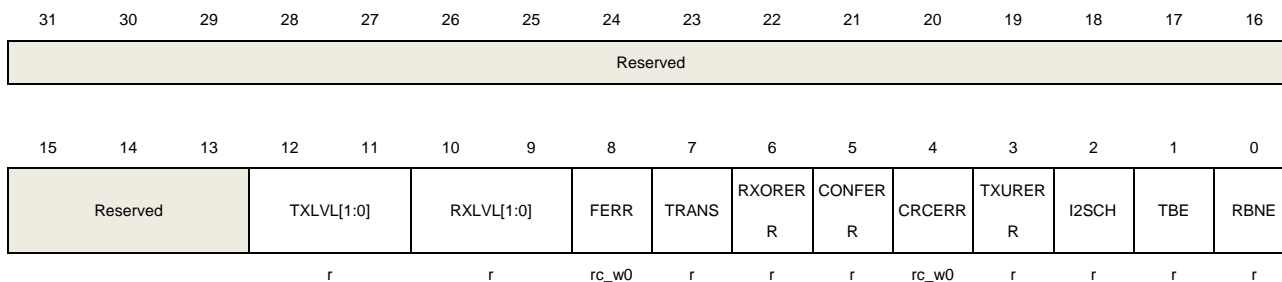 31 30 29 28 27 26 25 24 23 22 21 20 19 18 17 16
Reserved
15 14 13 12 11 10 9 8 7 6 5 4 3 2 1 0
Reserved TXLVL[1:0] RXLVL[1:0] FERR TRANS RXORER CONFER CRCERR TXURER I2SCH TBE RBNE
R R R
r r rc_w0 r r r rc_w0 r r r r